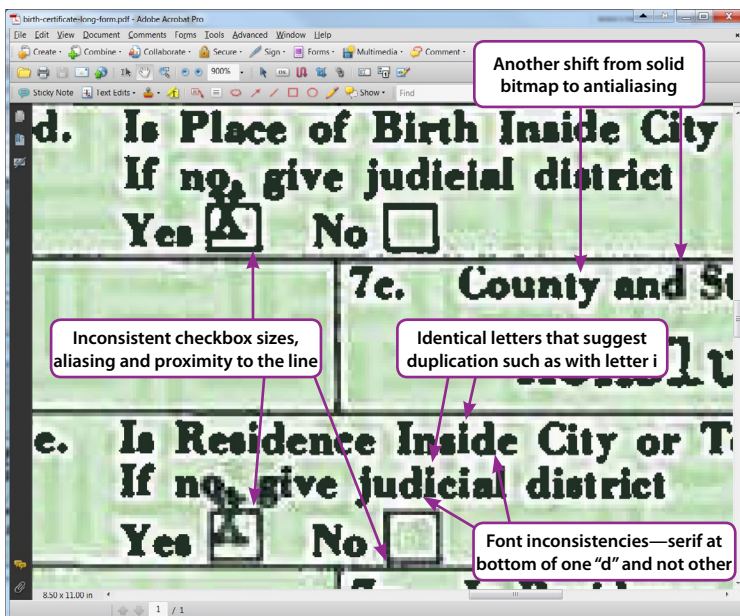 birth-certificate-long-form.pdf - Adobe Acrobat Pro
File Edit View Document Comments Forms Tools Advanced Window Help
Create Combine Collaborate Secure Sign Forms Multimedia Comment
900%
Sticky Note Text Edits Show Find
Another shift from solid
bitmap to antialiasing
d. Is Place of Birth Inside City
If no, give judicial district
Yes X No
7c. County and
Inconsistent checkbox sizes,
aliasing and proximity to the line
Identical letters that suggest
duplication such as with letter i
e. Is Residence Inside City or
If no, give judicial district
Yes X No
Font inconsistencies—serif at
bottom of one “d” and not other
8.50 x 11.00 in
1 / 1